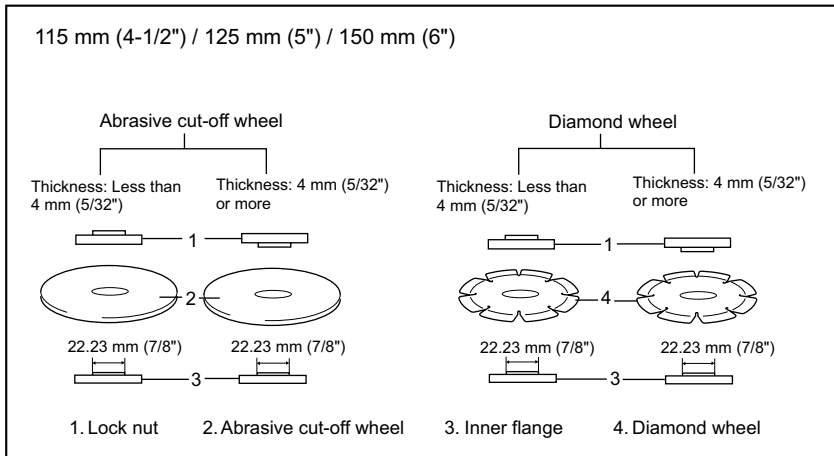 115 mm (4-1/2") / 125 mm (5") / 150 mm (6")
Abrasive cut-off wheel
Thickness: Less than
4 mm (5/32")
Thickness: 4 mm (5/32")
or more
1
2
22.23 mm (7/8")
22.23 mm (7/8")
3
Diamond wheel
Thickness: Less than
4 mm (5/32")
Thickness: 4 mm (5/32")
or more
1
4
22.23 mm (7/8")
22.23 mm (7/8")
3
1. Lock nut 2. Abrasive cut-off wheel 3. Inner flange 4. Diamond wheel